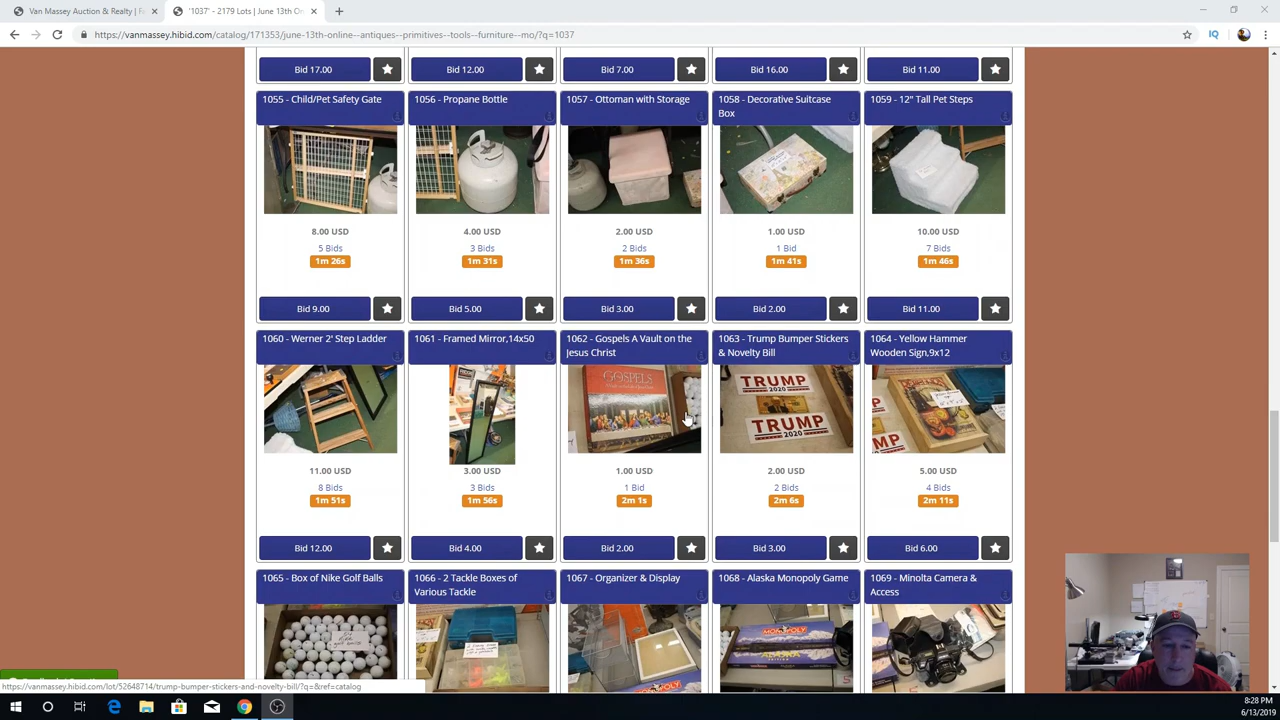 Van Massey Auction & Realty | F
'1037' - 2179 Lots | June 13th On
https://vanmassey.hibid.com/catalog/171353/june-13th-online--antiques--primitives--tools--furniture--mo/?q=1037
Bid 17.00
Bid 12.00
Bid 7.00
Bid 16.00
Bid 11.00
1055 - Child/Pet Safety Gate
1056 - Propane Bottle
1057 - Ottoman with Storage
1058 - Decorative Suitcase
Box
1059 - 12" Tall Pet Steps
8.00 USD
4.00 USD
2.00 USD
1.00 USD
10.00 USD
5 Bids
3 Bids
2 Bids
1 Bid
7 Bids
1m 26s
1m 31s
1m 36s
1m 41s
1m 46s
Bid 9.00
Bid 5.00
Bid 3.00
Bid 2.00
Bid 11.00
1060 - Werner 2' Step Ladder
1061 - Framed Mirror,14x50
1062 - Gospels A Vault on the
Jesus Christ
1063 - Trump Bumper Stickers
& Novelty Bill
1064 - Yellow Hammer
Wooden Sign,9x12
GOSPELS
TRUMP
2020
TRUMP
2020
11.00 USD
3.00 USD
1.00 USD
2.00 USD
5.00 USD
8 Bids
3 Bids
1 Bid
2 Bids
4 Bids
1m 51s
1m 56s
2m 1s
2m 6s
2m 11s
Bid 12.00
Bid 4.00
Bid 2.00
Bid 3.00
Bid 6.00
1065 - Box of Nike Golf Balls
1066 - 2 Tackle Boxes of
Various Tackle
1067 - Organizer & Display
1068 - Alaska Monopoly Game
1069 - Minolta Camera &
Access
MONOPOLY
ALASKA
https://vanmassey.hibid.com/lot/52648714/trump-bumper-stickers-and-novelty-bill/?q=&ref=catalog
8:28 PM
6/13/2019